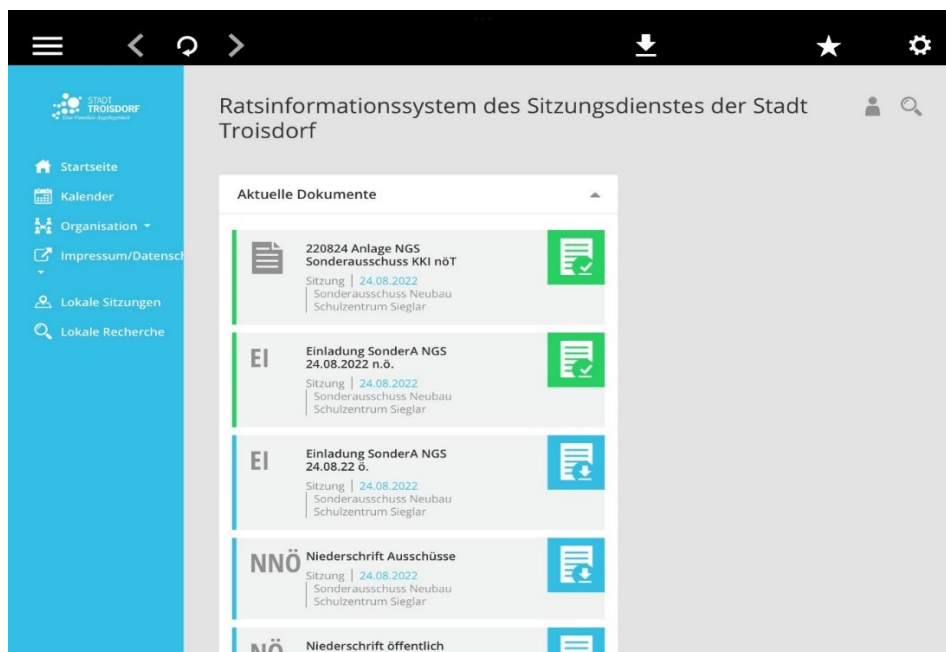 STADT
TROISDORF
Ratsinformationssystem des Sitzungsdienstes der Stadt
Troisdorf
Startseite
Kalender
Organisation
Impressum/Datensch
Lokale Sitzungen
Lokale Recherche
Aktuelle Dokumente
220824 Anlage NGS
Sonderausschuss KKI nöT
Sitzung | 24.08.2022
Sonderausschuss Neubau
Schulzentrum Sieglar
EI
Einladung SonderA NGS
24.08.2022 n.ö.
Sitzung | 24.08.2022
Sonderausschuss Neubau
Schulzentrum Sieglar
EI
Einladung SonderA NGS
24.08.22 ö.
Sitzung | 24.08.2022
Sonderausschuss Neubau
Schulzentrum Sieglar
NNÖ
Niederschrift Ausschüsse
Sitzung | 24.08.2022
Sonderausschuss Neubau
Schulzentrum Sieglar
NÖ
Niederschrift öffentlich